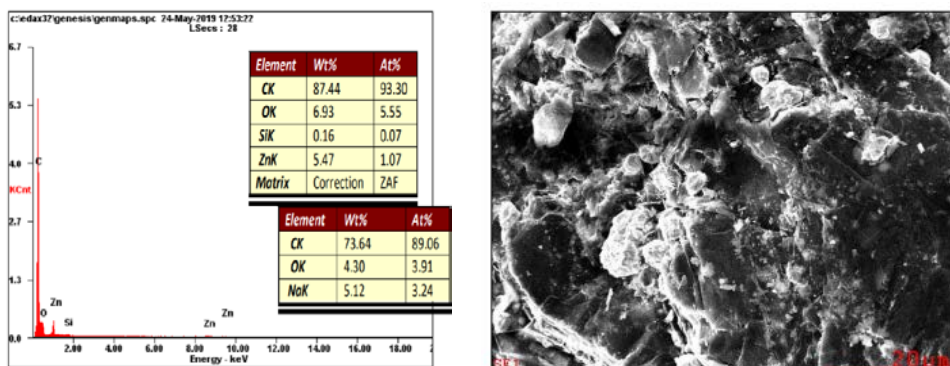 c:\edax32\genesis\genmaps.spc 24-May-2019 12:53:22
LSecs : 28
6.7
5.3
4.0
2.7
1.3
0.0
KCnt
C
O
Zn
Si
Zn
Zn
2.00 4.00 6.00 8.00 10.00 12.00 14.00 16.00 18.00 2
Energy - keV
Element Wt% At%
CK 87.44 93.30
OK 6.93 5.55
SiK 0.16 0.07
ZnK 5.47 1.07
Matrix Correction ZAF
Element Wt% At%
CK 73.64 89.06
OK 4.30 3.91
NaK 5.12 3.24
20µm